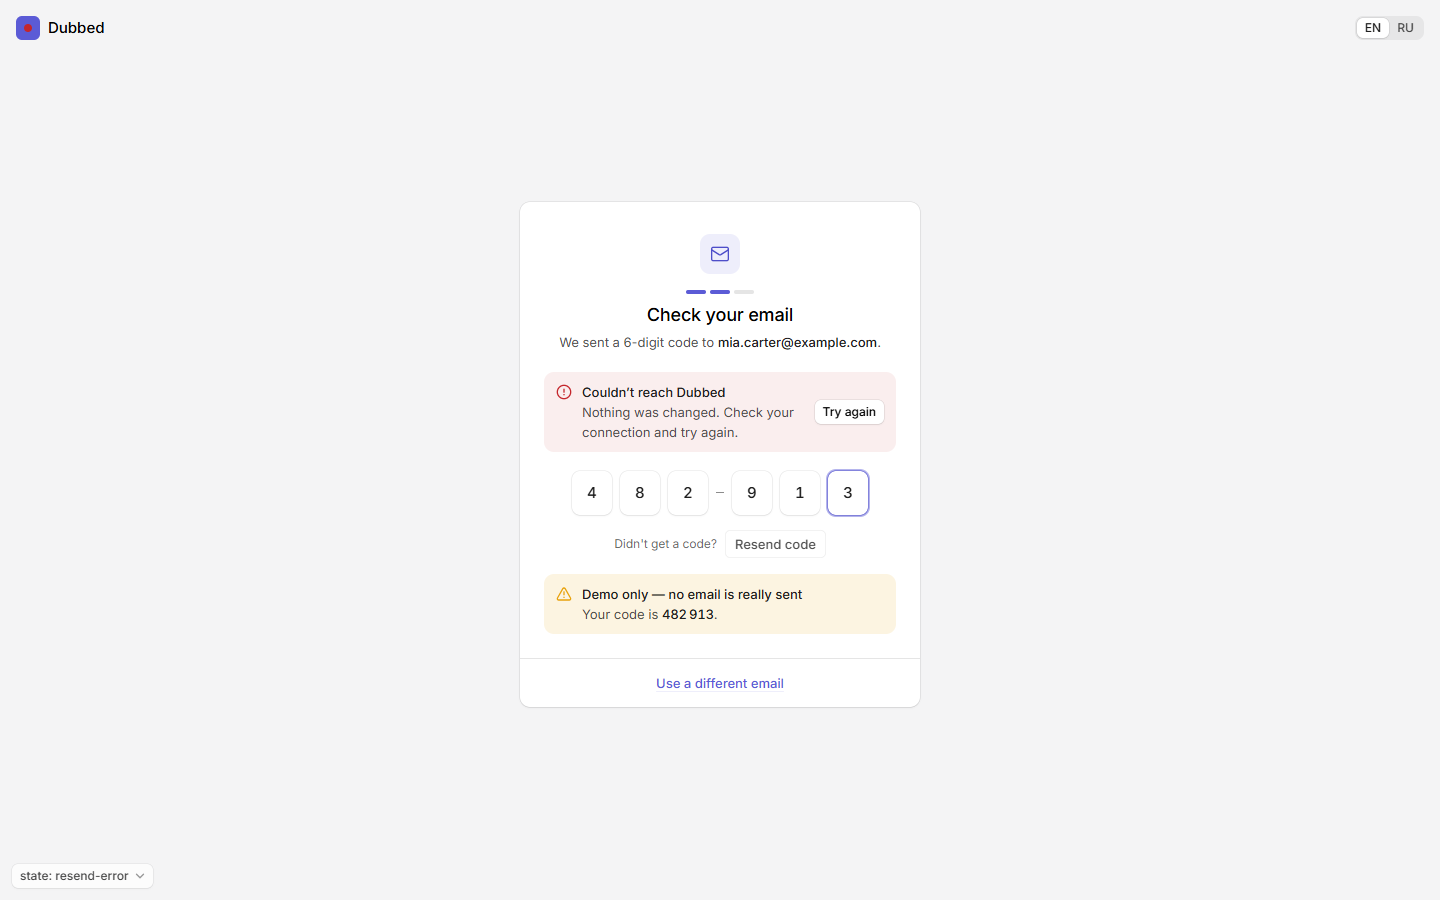 Dubbed
EN RU
Check your email
We sent a 6-digit code to mia.carter@example.com.
Couldn’t reach Dubbed
Nothing was changed. Check your
connection and try again.
Try again
4 8 2 – 9 1 3
Didn't get a code? Resend code
Demo only — no email is really sent
Your code is 482 913.
Use a different email
state: resend-error